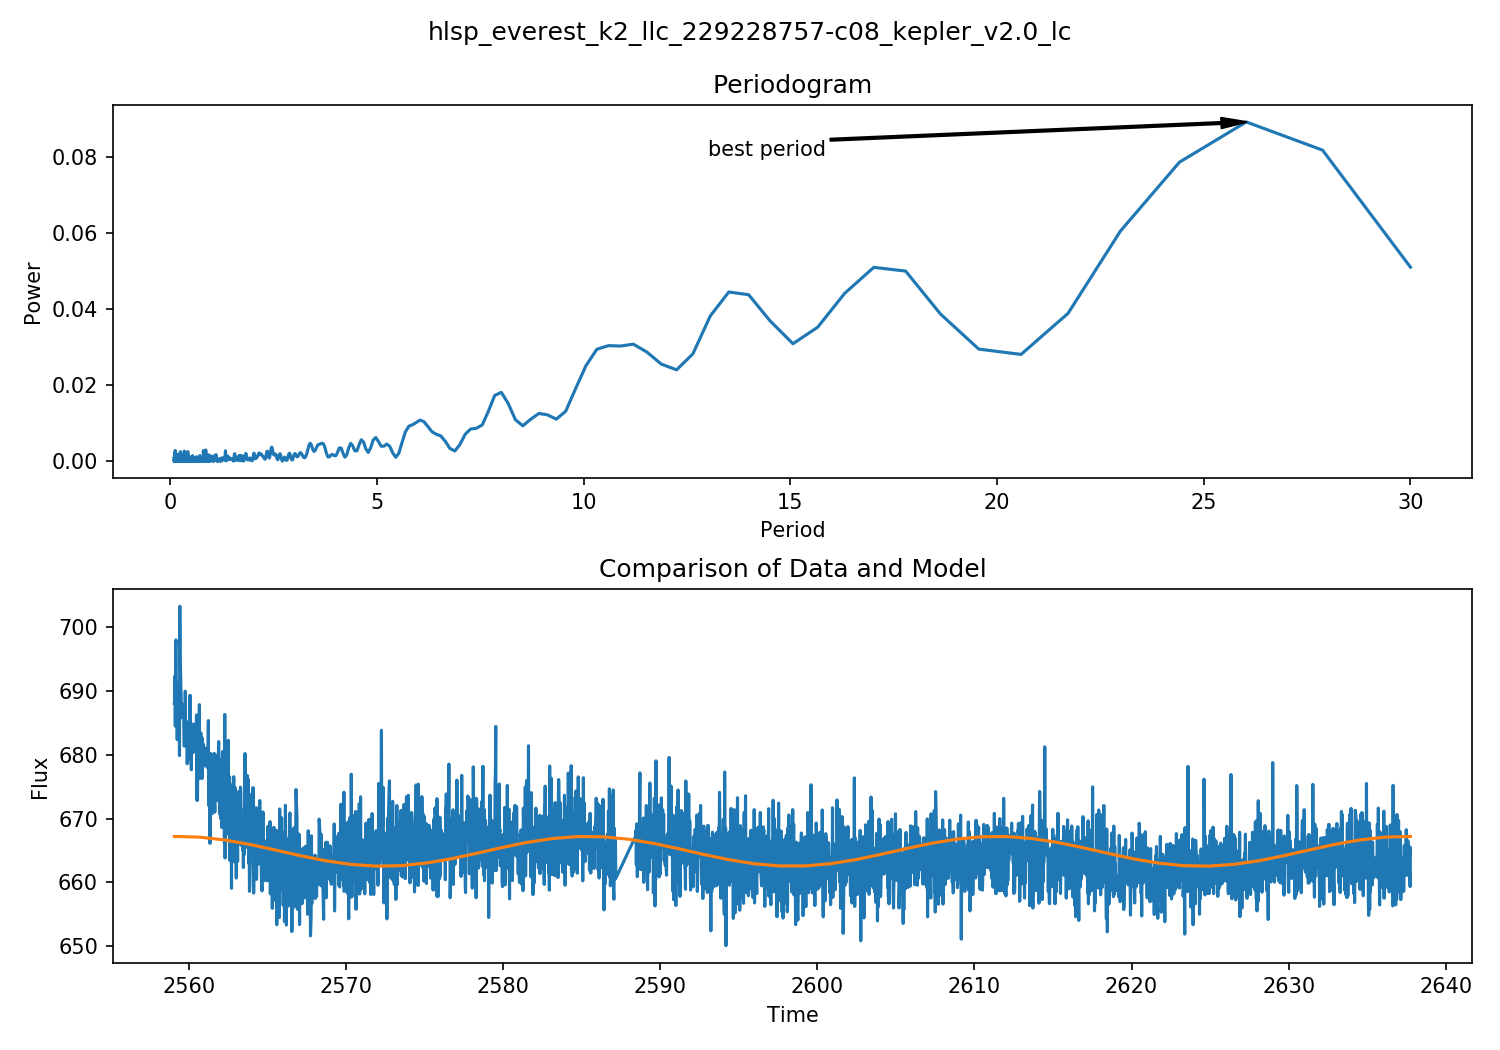 hlsp_everest_k2_llc_229228757-c08_kepler_v2.0_lc
Periodogram
best period
Power
0.08
0.06
0.04
0.02
0.00
0 5 10 15 20 25 30
Period
Comparison of Data and Model
Flux
700
690
680
670
660
650
2560 2570 2580 2590 2600 2610 2620 2630 2640
Time